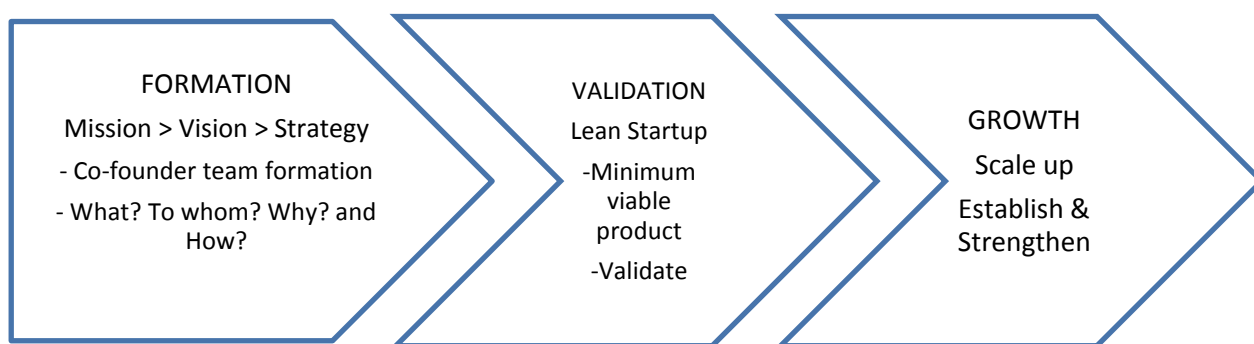 FORMATION
Mission > Vision > Strategy
- Co-founder team formation
- What? To whom? Why? and
How?
VALIDATION
Lean Startup
-Minimum
viable
product
-Validate
GROWTH
Scale up
Establish &
Strengthen